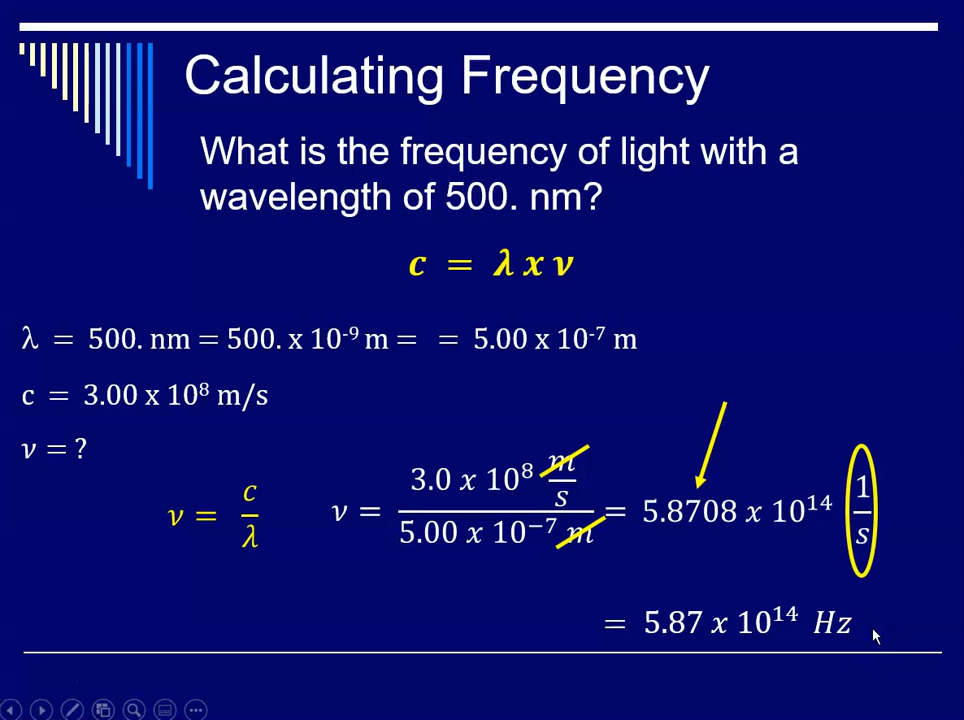 Calculating Frequency
What is the frequency of light with a
wavelength of 500. nm?
c = λ x ν
λ = 500. nm = 500. x 10⁻⁹ m = = 5.00 x 10⁻⁷ m
c = 3.00 x 10⁸ m/s
ν = ?
ν = c/λ
ν = (3.0 x 10⁸ m/s)/(5.00 x 10⁻⁷ m) = 5.8708 x 10¹⁴ 1/s
= 5.87 x 10¹⁴ Hz